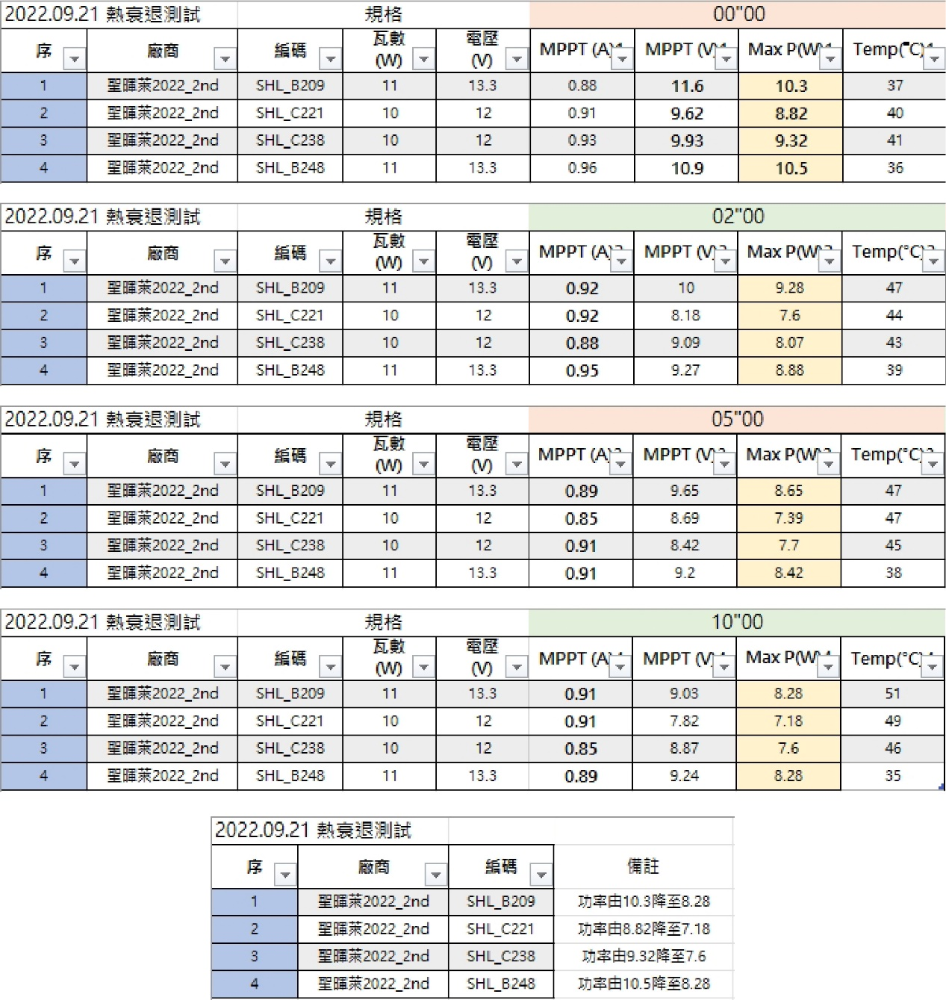 2022.09.21 熱衰退測試 規格 00"00
序 廠商 編碼 瓦數(W) 電壓(V) MPPT (A) MPPT (V) Max P(W) Temp(°C)
1 聖暉萊2022_2nd SHL_B209 11 13.3 0.88 11.6 10.3 37
2 聖暉萊2022_2nd SHL_C221 10 12 0.91 9.62 8.82 40
3 聖暉萊2022_2nd SHL_C238 10 12 0.93 9.93 9.32 41
4 聖暉萊2022_2nd SHL_B248 11 13.3 0.96 10.9 10.5 36
2022.09.21 熱衰退測試 規格 02"00
序 廠商 編碼 瓦數(W) 電壓(V) MPPT (A) MPPT (V) Max P(W) Temp(°C)
1 聖暉萊2022_2nd SHL_B209 11 13.3 0.92 10 9.28 47
2 聖暉萊2022_2nd SHL_C221 10 12 0.92 8.18 7.6 44
3 聖暉萊2022_2nd SHL_C238 10 12 0.88 9.09 8.07 43
4 聖暉萊2022_2nd SHL_B248 11 13.3 0.95 9.27 8.88 39
2022.09.21 熱衰退測試 規格 05"00
序 廠商 編碼 瓦數(W) 電壓(V) MPPT (A) MPPT (V) Max P(W) Temp(°C)
1 聖暉萊2022_2nd SHL_B209 11 13.3 0.89 9.65 8.65 47
2 聖暉萊2022_2nd SHL_C221 10 12 0.85 8.69 7.39 47
3 聖暉萊2022_2nd SHL_C238 10 12 0.91 8.42 7.7 45
4 聖暉萊2022_2nd SHL_B248 11 13.3 0.91 9.2 8.42 38
2022.09.21 熱衰退測試 規格 10"00
序 廠商 編碼 瓦數(W) 電壓(V) MPPT (A) MPPT (V) Max P(W) Temp(°C)
1 聖暉萊2022_2nd SHL_B209 11 13.3 0.91 9.03 8.28 51
2 聖暉萊2022_2nd SHL_C221 10 12 0.91 7.82 7.18 49
3 聖暉萊2022_2nd SHL_C238 10 12 0.85 8.87 7.6 46
4 聖暉萊2022_2nd SHL_B248 11 13.3 0.89 9.24 8.28 35
2022.09.21 熱衰退測試
序 廠商 編碼 備註
1 聖暉萊2022_2nd SHL_B209 功率由10.3降至8.28
2 聖暉萊2022_2nd SHL_C221 功率由8.82降至7.18
3 聖暉萊2022_2nd SHL_C238 功率由9.32降至7.6
4 聖暉萊2022_2nd SHL_B248 功率由10.5降至8.28